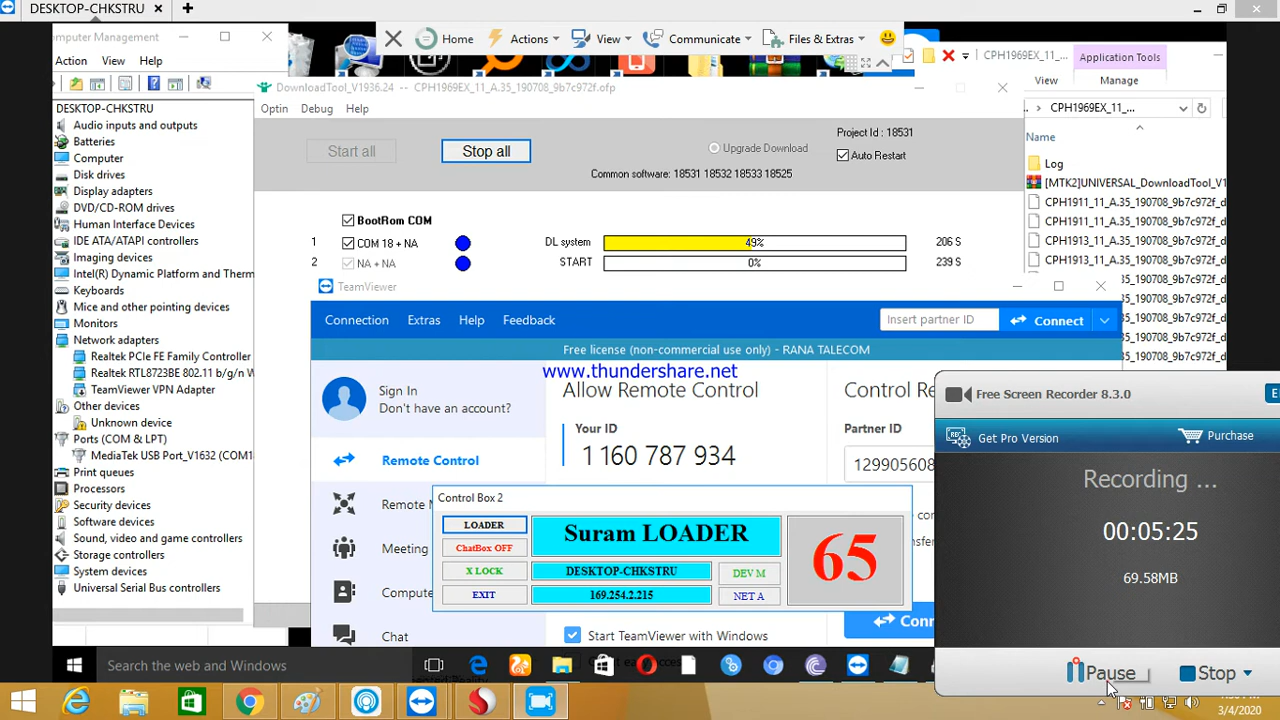 DESKTOP-CHKSTRU
omputer Management
Home
Actions
View
Communicate
Files & Extras
CPH1969EX_11_...
Application Tools
Action View Help
DownloadTool_V1936.24 -- CPH1969EX_11_A.35_190708_9b7c972f.ofp
View
Manage
DESKTOP-CHKSTRU
Optin Debug Help
CPH1969EX_11_...
Audio inputs and outputs
Batteries
Computer
Disk drives
Display adapters
DVD/CD-ROM drives
Human Interface Devices
IDE ATA/ATAPI controllers
Imaging devices
Intel(R) Dynamic Platform and Therm
Keyboards
Mice and other pointing devices
Monitors
Network adapters
Realtek PCIe FE Family Controller
Realtek RTL8723BE 802.11 b/g/n W
TeamViewer VPN Adapter
Other devices
Unknown device
Ports (COM & LPT)
MediaTek USB Port_V1632 (COM1
Print queues
Processors
Security devices
Software devices
Sound, video and game controllers
Storage controllers
System devices
Universal Serial Bus controllers
Start all
Stop all
Upgrade Download
Project Id : 18531
Auto Restart
Common software: 18531 18532 18533 18525
BootRom COM
1 COM 18 + NA DL system 49% 206 S
2 NA + NA START 0% 239 S
Name
Log
[MTK2]UNIVERSAL_DownloadTool_V1
CPH1911_11_A.35_190708_9b7c972f_d
CPH1911_11_A.35_190708_9b7c972f_d
CPH1913_11_A.35_190708_9b7c972f_d
CPH1913_11_A.35_190708_9b7c972f_d
TeamViewer
Connection Extras Help Feedback
Insert partner ID
Connect
Free license (non-commercial use only) - RANA TALECOM
www.thundershare.net
Sign In
Don't have an account?
Allow Remote Control
Control Re
Your ID
1 160 787 934
Partner ID
129905608
Remote Control
Remote M
Meeting
Compute
Chat
Start TeamViewer with Windows
Conn
Control Box 2
LOADER
ChatBox OFF
X LOCK
EXIT
Suram LOADER
DESKTOP-CHKSTRU
169.254.2.215
DEV M
NET A
65
Free Screen Recorder 8.3.0
Get Pro Version
Purchase
Recording ...
00:05:25
69.58MB
Pause
Stop
Search the web and Windows
3/4/2020